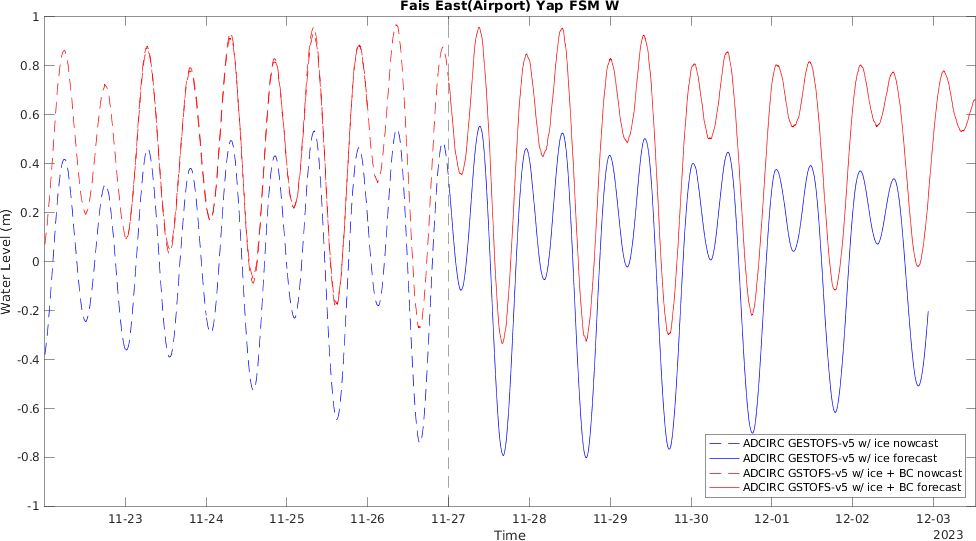 Fais East(Airport) Yap FSM W
1
0.8
0.6
0.4
0.2
0
-0.2
-0.4
-0.6
-0.8
-1
Water Level (m)
ADCIRC GESTOFS-v5 w/ ice nowcast
ADCIRC GESTOFS-v5 w/ ice forecast
ADCIRC GSTOFS-v5 w/ ice + BC nowcast
ADCIRC GSTOFS-v5 w/ ice + BC forecast
11-23 11-24 11-25 11-26 11-27 11-28 11-29 11-30 12-01 12-02 12-03
Time
2023